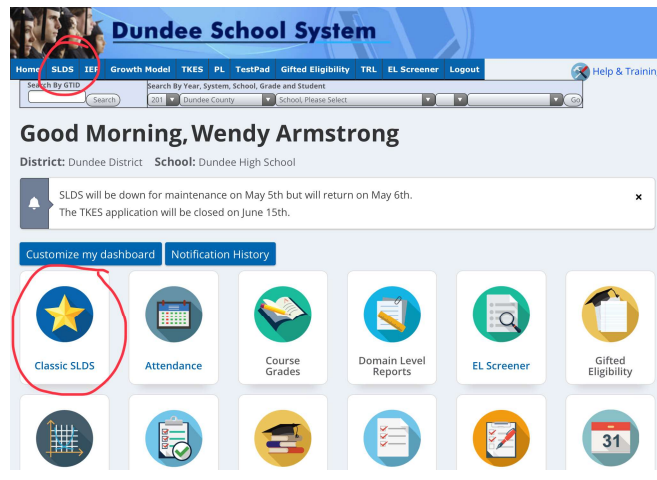 Dundee School System
Home SLDS IEP Growth Model TKES PL TestPad Gifted Eligibility TRL EL Screener Logout
Help & Trainin
Search By GTID
Search By Year, System, School, Grade and Student
Search 201 Dundee County School, Please Select Go
Good Morning, Wendy Armstrong
District: Dundee District School: Dundee High School
SLDS will be down for maintenance on May 5th but will return on May 6th.
The TKES application will be closed on June 15th.
×
Customize my dashboard Notification History
Classic SLDS
Attendance
Course
Grades
Domain Level
Reports
EL Screener
Gifted
Eligibility
31